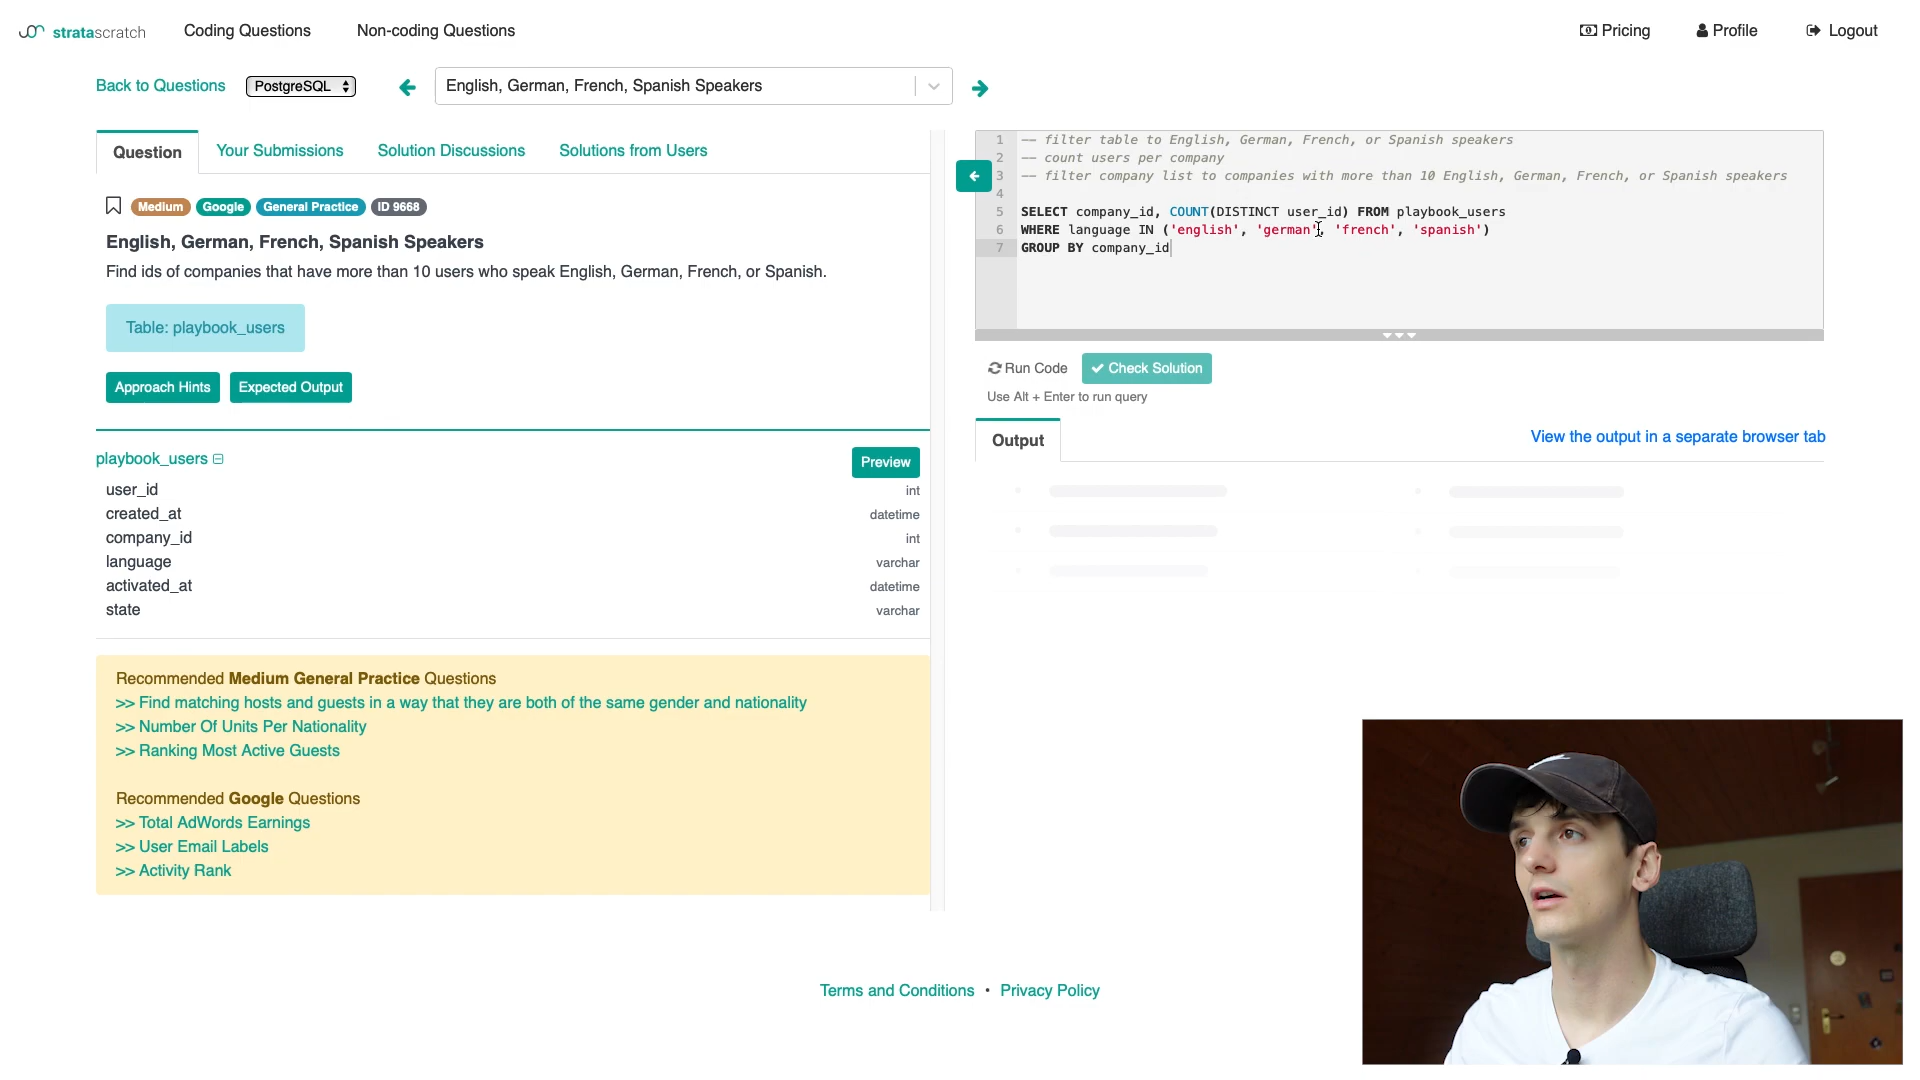 stratascratch
Coding Questions
Non-coding Questions
Pricing
Profile
Logout
Back to Questions
PostgreSQL
English, German, French, Spanish Speakers
Question
Your Submissions
Solution Discussions
Solutions from Users
Medium
Google
General Practice
ID 9668
English, German, French, Spanish Speakers
Find ids of companies that have more than 10 users who speak English, German, French, or Spanish.
Table: playbook_users
Approach Hints
Expected Output
playbook_users
Preview
user_id int
created_at datetime
company_id int
language varchar
activated_at datetime
state varchar
Recommended Medium General Practice Questions
>> Find matching hosts and guests in a way that they are both of the same gender and nationality
>> Number Of Units Per Nationality
>> Ranking Most Active Guests
Recommended Google Questions
>> Total AdWords Earnings
>> User Email Labels
>> Activity Rank
1 -- filter table to English, German, French, or Spanish speakers
2 -- count users per company
3 -- filter company list to companies with more than 10 English, German, French, or Spanish speakers
4
5 SELECT company_id, COUNT(DISTINCT user_id) FROM playbook_users
6 WHERE language IN ('english', 'german', 'french', 'spanish')
7 GROUP BY company_id
Run Code
Check Solution
Use Alt + Enter to run query
Output
View the output in a separate browser tab
Terms and Conditions • Privacy Policy